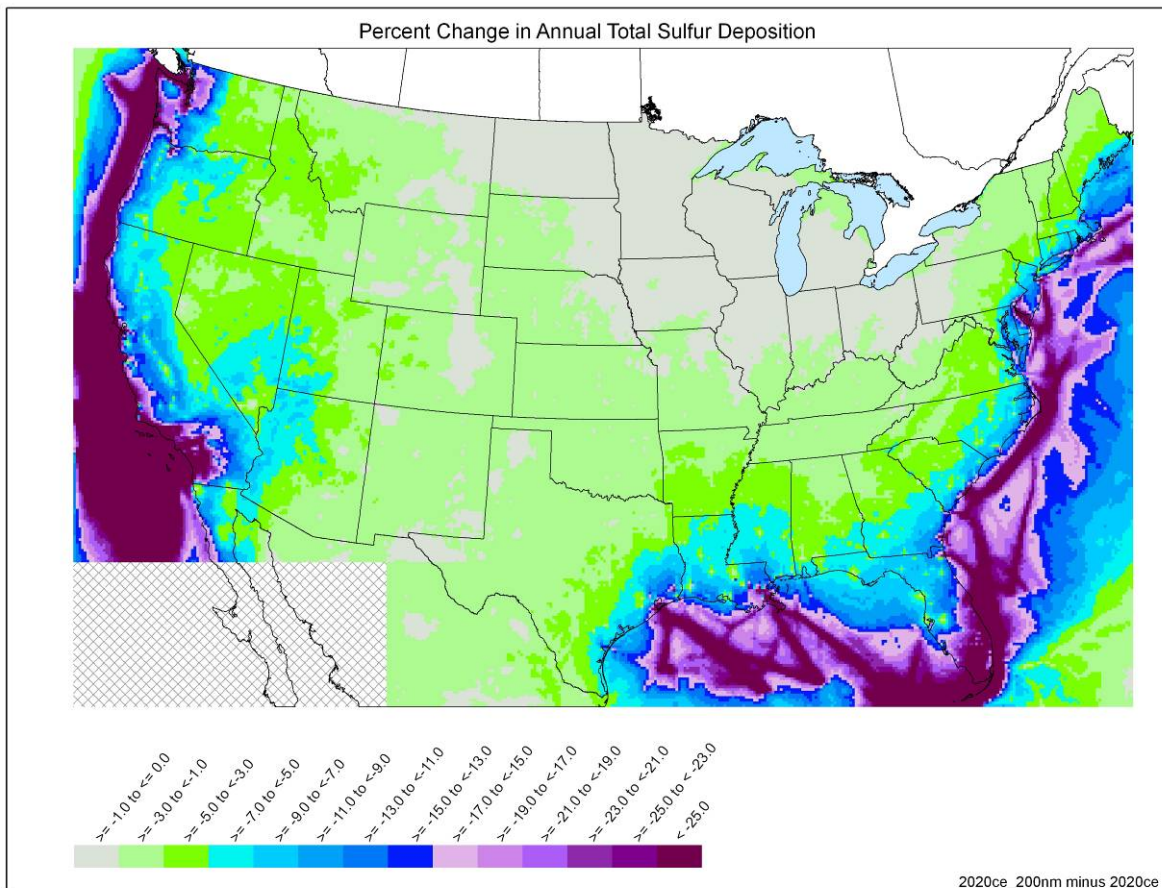 Percent Change in Annual Total Sulfur Deposition
>= -1.0 to <= 0.0
>= -3.0 to <-1.0
>= -5.0 to <-3.0
>= -7.0 to <-5.0
>= -9.0 to <-7.0
>= -11.0 to <-9.0
>= -13.0 to <-11.0
>= -15.0 to <-13.0
>= -17.0 to <-15.0
>= -19.0 to <-17.0
>= -21.0 to <-19.0
>= -23.0 to <-21.0
>= -25.0 to < -23.0
< -25.0
2020ce_200nm minus 2020ce